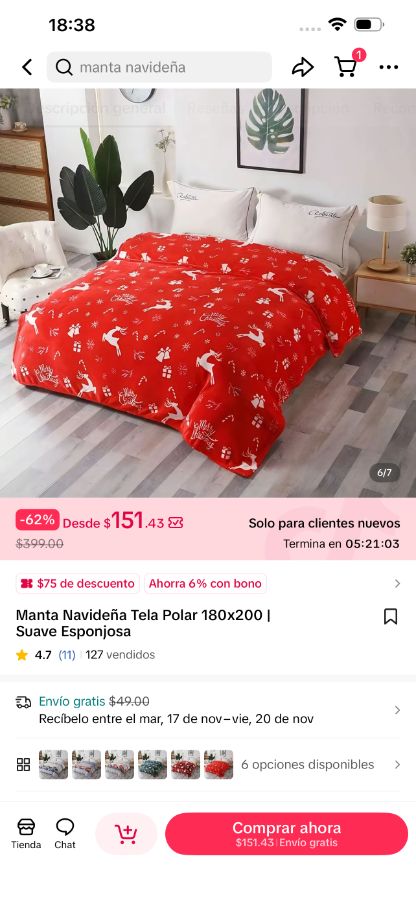 18:38
manta navideña
1
Descripción general
6/7
-62% Desde $151.43
Solo para clientes nuevos
$399.00
Termina en 05:21:03
$75 de descuento
Ahorra 6% con bono
Manta Navideña Tela Polar 180x200 |
Suave Esponjosa
4.7 (11) 127 vendidos
Envío gratis $49.00
Recíbelo entre el mar, 17 de nov–vie, 20 de nov
6 opciones disponibles
Tienda
Chat
Comprar ahora
$151.43 | Envío gratis